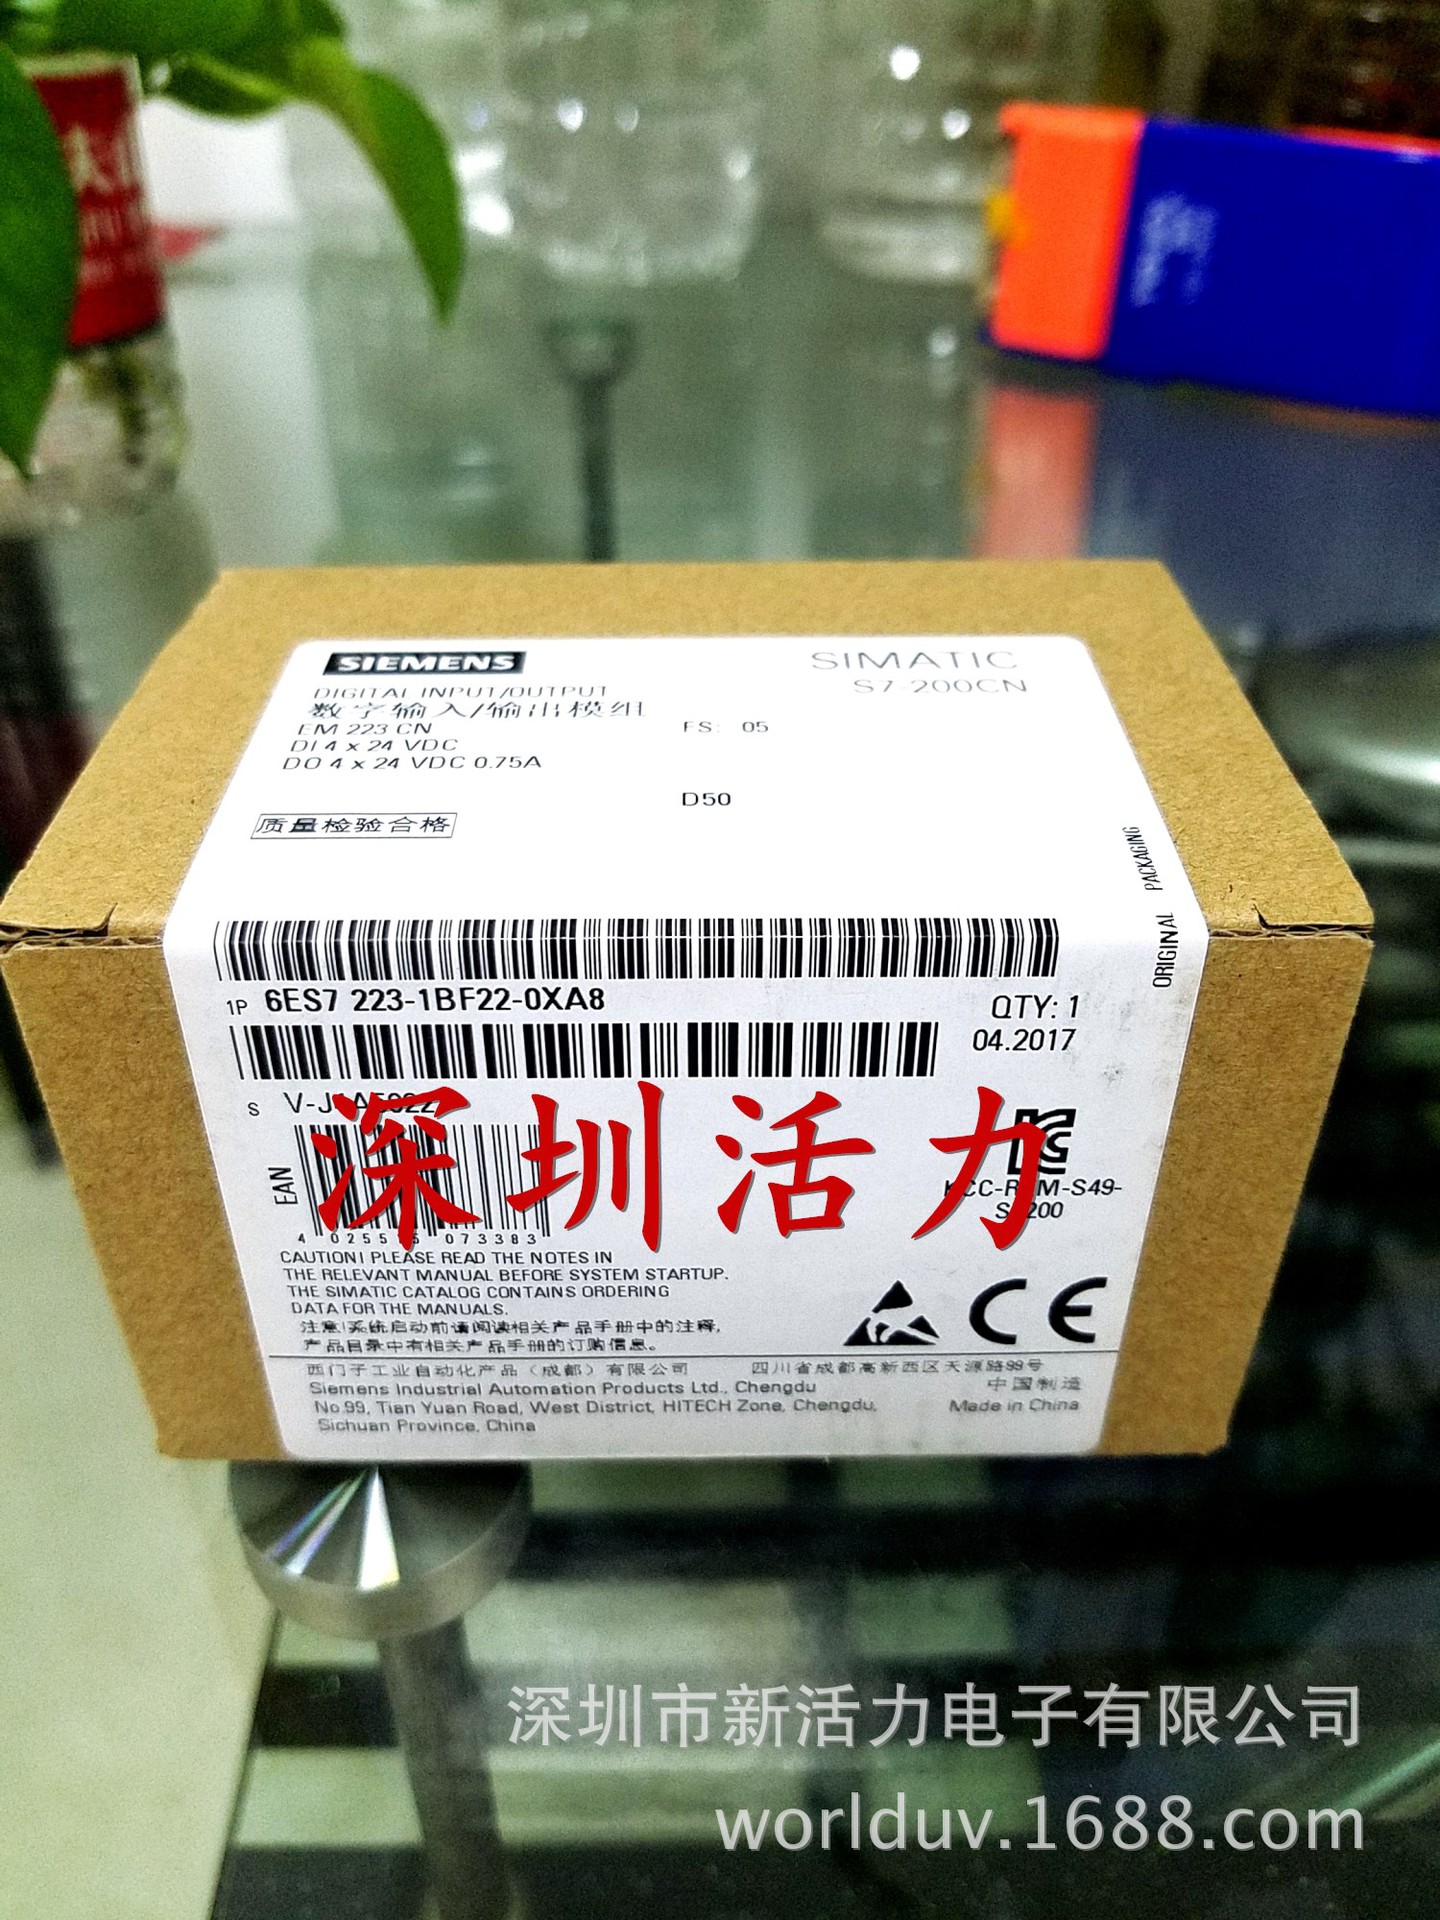 SIEMENS
SIMATIC
S7-200CN
DIGITAL INPUT/OUTPUT
数字输入/输出模组
EM 223 CN
FS: 05
DI 4 x 24 VDC
DO 4 x 24 VDC 0.75A
D50
质量检验合格
ORIGINAL PACKAGING
1P 6ES7 223-1BF22-0XA8
QTY: 1
04.2017
S
深圳活力
EAN
073383
CAUTION! PLEASE READ THE NOTES IN
THE RELEVANT MANUAL BEFORE SYSTEM STARTUP.
THE SIMATIC CATALOG CONTAINS ORDERING
DATA FOR THE MANUALS.
注意!系统启动前请阅读相关产品手册中的注释,
产品目录中有相关产品手册的订购信息。
CE
西门子工业自动化产品（成都）有限公司
四川省成都高新西区天源路99号
Siemens Industrial Automation Products Ltd., Chengdu
中国制造
No.99, Tian Yuan Road, West District, HITECH Zone, Chengdu,
Made in China
Sichuan Province, China
深圳市新活力电子有限公司
worlduv.1688.com